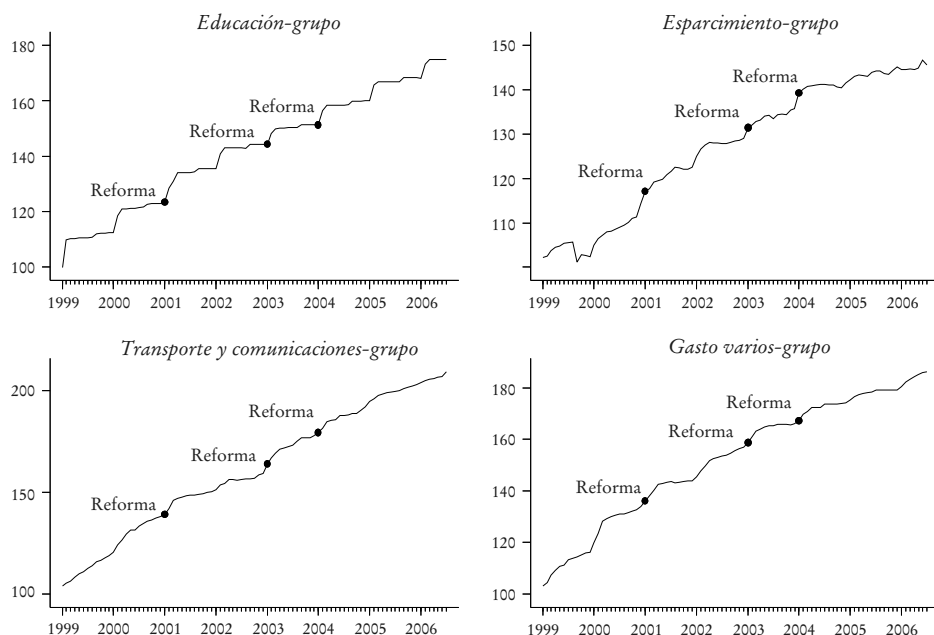 Educación-grupo
180
160
140
120
100
Reforma
Reforma
Reforma
1999 2000 2001 2002 2003 2004 2005 2006
Esparcimiento-grupo
150
140
130
120
110
Reforma
Reforma
Reforma
1999 2000 2001 2002 2003 2004 2005 2006
Transporte y comunicaciones-grupo
200
150
100
Reforma
Reforma
Reforma
1999 2000 2001 2002 2003 2004 2005 2006
Gasto varios-grupo
180
160
140
120
100
Reforma
Reforma
Reforma
1999 2000 2001 2002 2003 2004 2005 2006